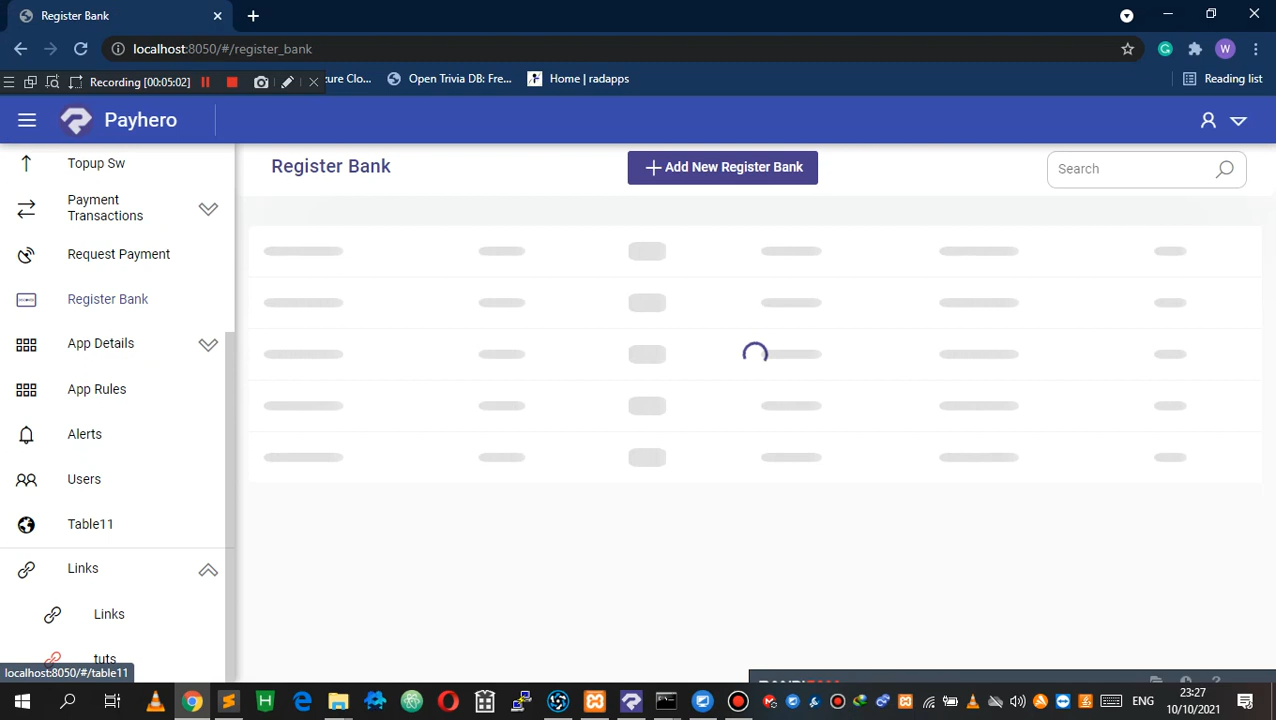 Register Bank
localhost:8050/#/register_bank
W
Recording [00:05:02]
ure Clo...
Open Trivia DB: Fre...
Home | radapps
Reading list
Payhero
Topup Sw
Payment
Transactions
Request Payment
Register Bank
App Details
App Rules
Alerts
Users
Table11
Links
Links
tuts
Register Bank
Add New Register Bank
Search
localhost:8050/#/table11
ENG
23:27
10/10/2021